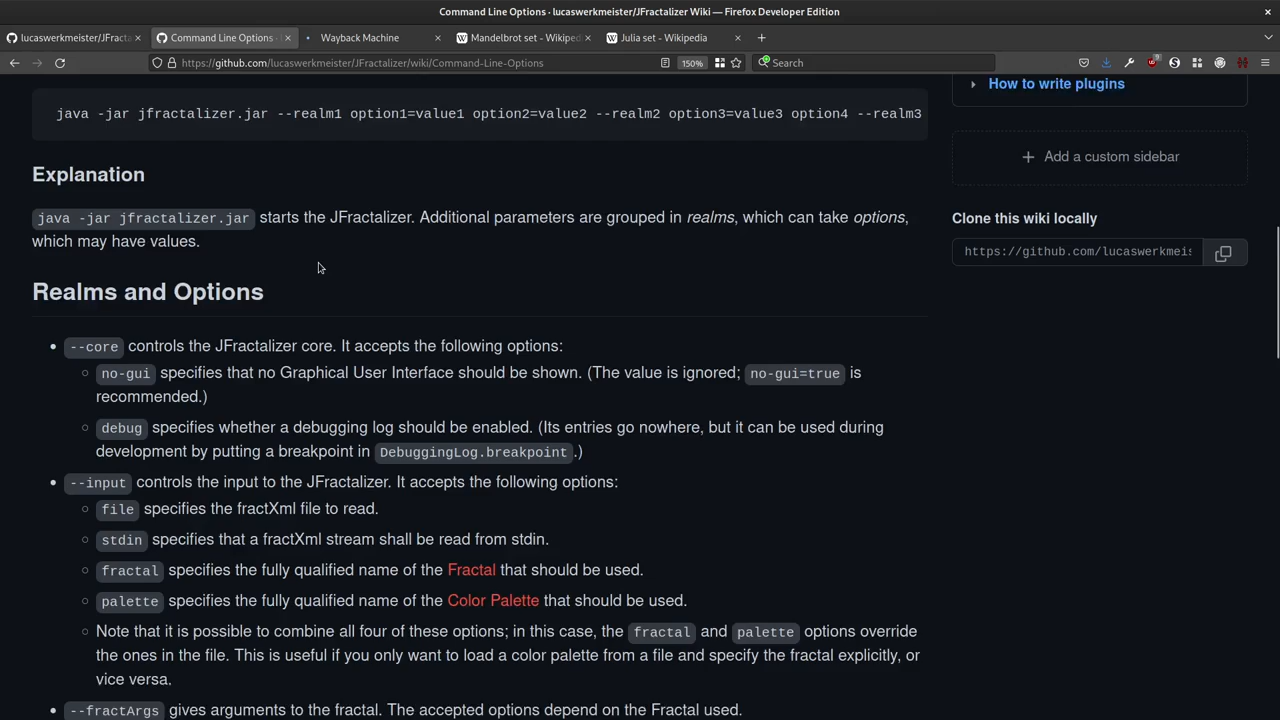 Command Line Options · lucaswerkmeister/JFractalizer Wiki — Firefox Developer Edition
lucaswerkmeister/JFracta
Command Line Options ·
Wayback Machine
Mandelbrot set - Wikiped
Julia set - Wikipedia
https://github.com/lucaswerkmeister/JFractalizer/wiki/Command-Line-Options
150%
Search
java -jar jfractalizer.jar --realm1 option1=value1 option2=value2 --realm2 option3=value3 option4 --realm3
How to write plugins
Add a custom sidebar
Explanation
java -jar jfractalizer.jar starts the JFractalizer. Additional parameters are grouped in realms, which can take options,
which may have values.
Clone this wiki locally
https://github.com/lucaswerkmeis
Realms and Options
--core controls the JFractalizer core. It accepts the following options:
no-gui specifies that no Graphical User Interface should be shown. (The value is ignored; no-gui=true is
recommended.)
debug specifies whether a debugging log should be enabled. (Its entries go nowhere, but it can be used during
development by putting a breakpoint in DebuggingLog.breakpoint.)
--input controls the input to the JFractalizer. It accepts the following options:
file specifies the fractXml file to read.
stdin specifies that a fractXml stream shall be read from stdin.
fractal specifies the fully qualified name of the Fractal that should be used.
palette specifies the fully qualified name of the Color Palette that should be used.
Note that it is possible to combine all four of these options; in this case, the fractal and palette options override
the ones in the file. This is useful if you only want to load a color palette from a file and specify the fractal explicitly, or
vice versa.
--fractArgs gives arguments to the fractal. The accepted options depend on the Fractal used.